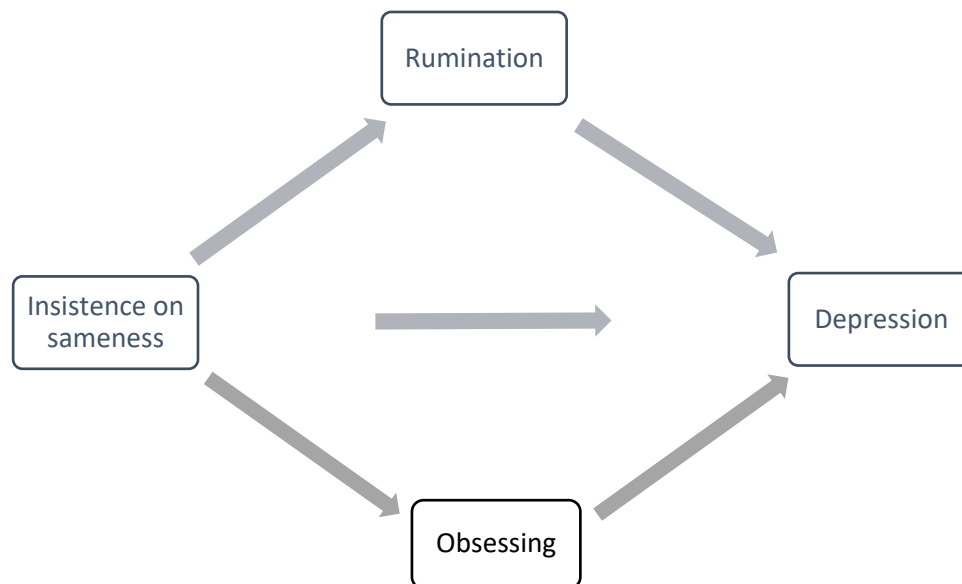 Rumination
Insistence on
sameness
Depression
Obsessing